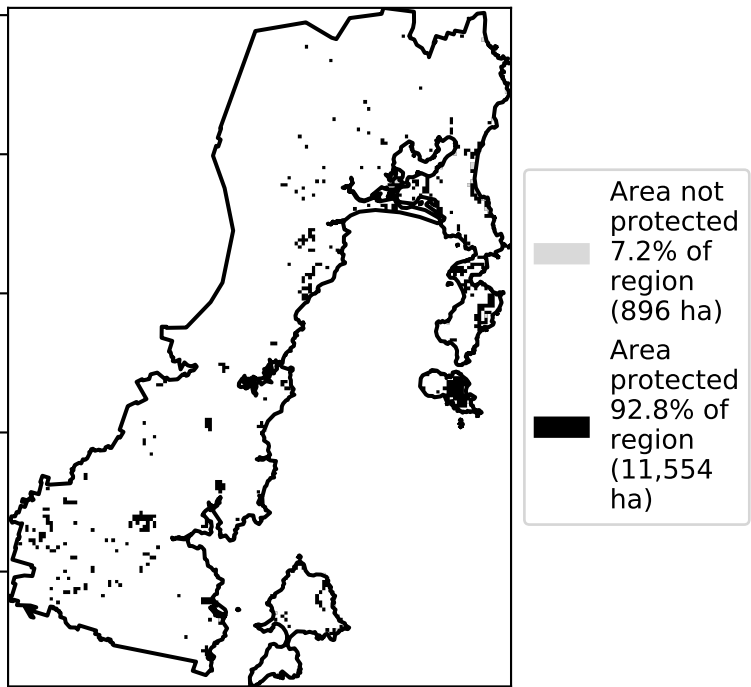 Area not
protected
7.2% of
region
(896 ha)
Area
protected
92.8% of
region
(11,554
ha)